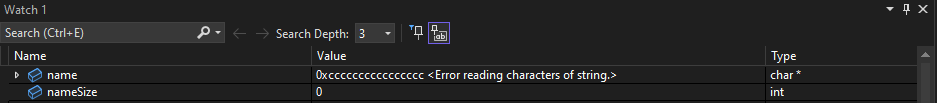 Watch 1
Search (Ctrl+E) Search Depth: 3
Name Value Type
name 0xcccccccccccccccc <Error reading characters of string.> char *
nameSize 0 int